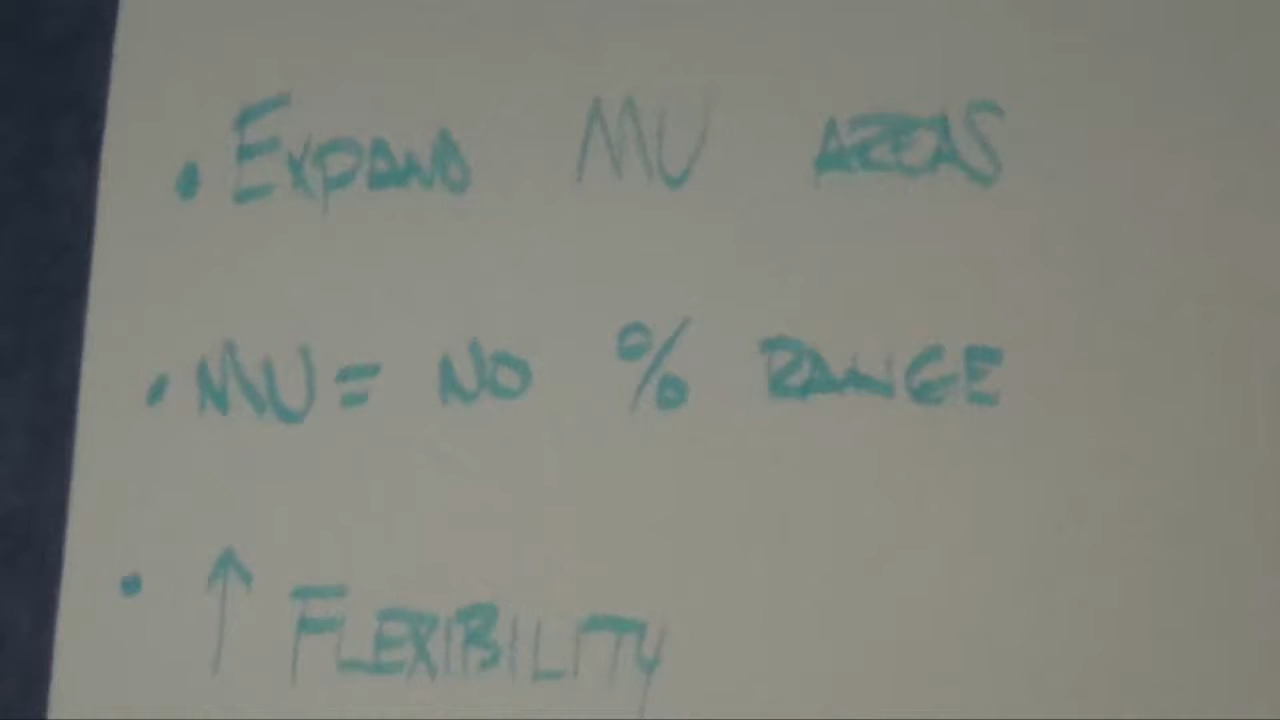 • EXPAND MU AREAS
• MU = NO % RANGE
• ↑ FLEXIBILITY